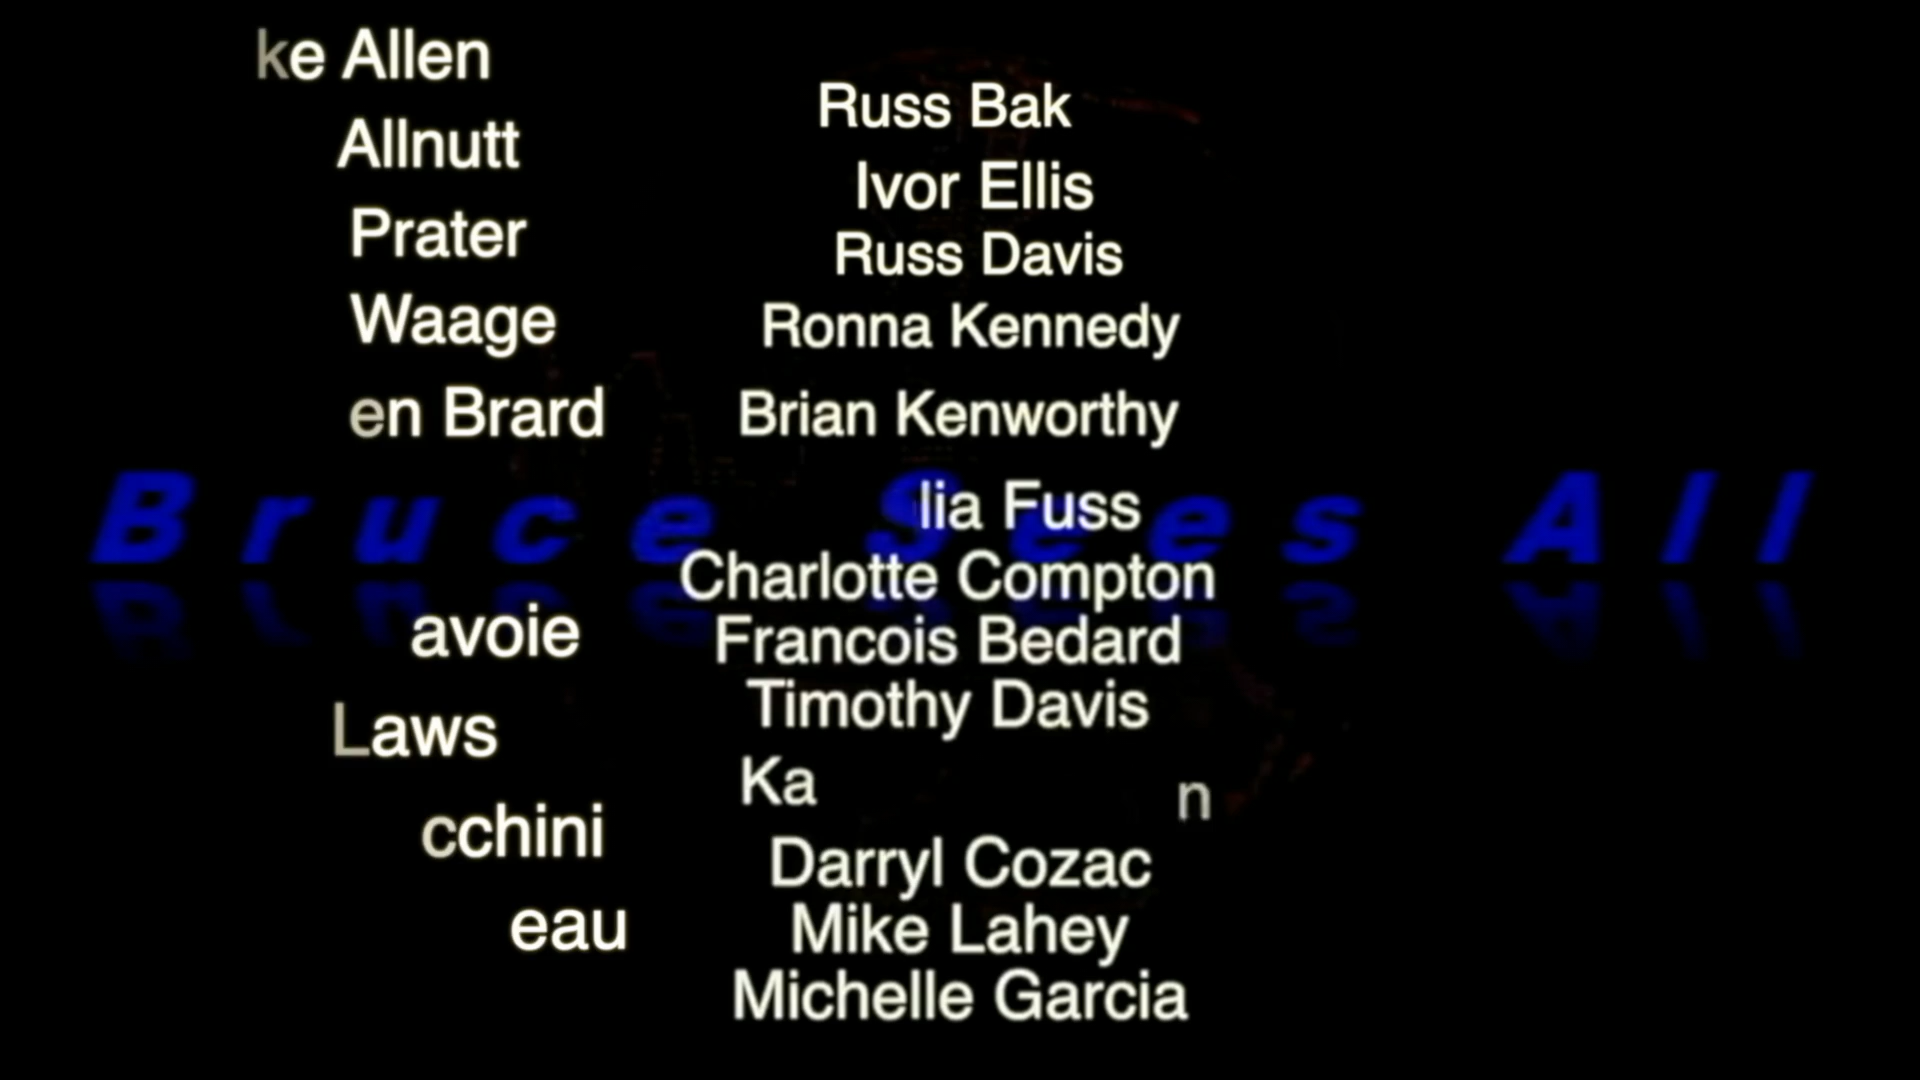 ke Allen
Allnutt
Prater
Waage
en Brard
avoie
Laws
cchini
eau
Russ Bak
Ivor Ellis
Russ Davis
Ronna Kennedy
Brian Kenworthy
lia Fuss
Charlotte Compton
Francois Bedard
Timothy Davis
Ka n
Darryl Cozac
Mike Lahey
Michelle Garcia
Bruce Sees All